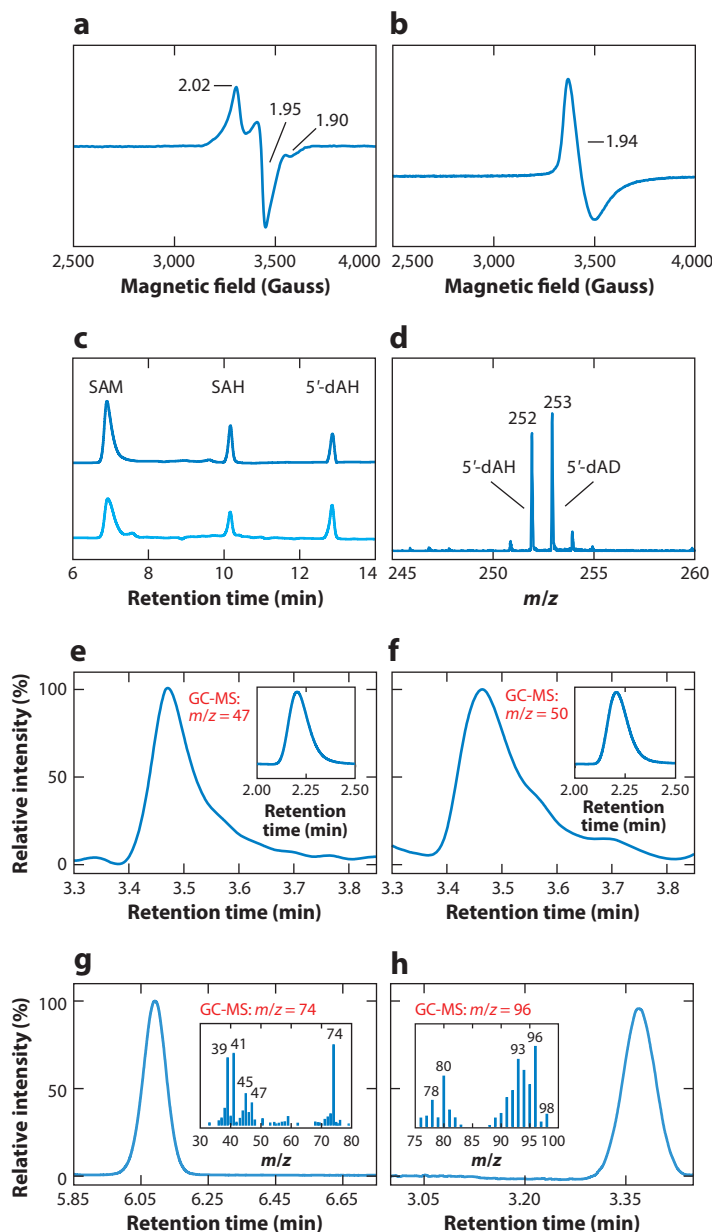 a
2.02
1.95
1.90
2,500 3,000 3,500 4,000
Magnetic field (Gauss)
b
1.94
2,500 3,000 3,500 4,000
Magnetic field (Gauss)
c
SAM SAH 5′-dAH
6 8 10 12 14
Retention time (min)
d
252 253
5′-dAH 5′-dAD
245 250 255 260
m/z
e
Relative intensity (%)
100
50
0
GC-MS:
m/z = 47
2.00 2.25 2.50
Retention
time (min)
3.3 3.4 3.5 3.6 3.7 3.8
Retention time (min)
f
GC-MS:
m/z = 50
2.00 2.25 2.50
Retention
time (min)
3.3 3.4 3.5 3.6 3.7 3.8
Retention time (min)
g
Relative intensity (%)
100
50
0
GC-MS: m/z = 74
39 41 45 47 74
30 40 50 60 70 80
m/z
5.85 6.05 6.25 6.45 6.65
Retention time (min)
h
GC-MS: m/z = 96
78 80 93 96 98
75 80 85 90 95 100
m/z
3.05 3.20 3.35
Retention time (min)